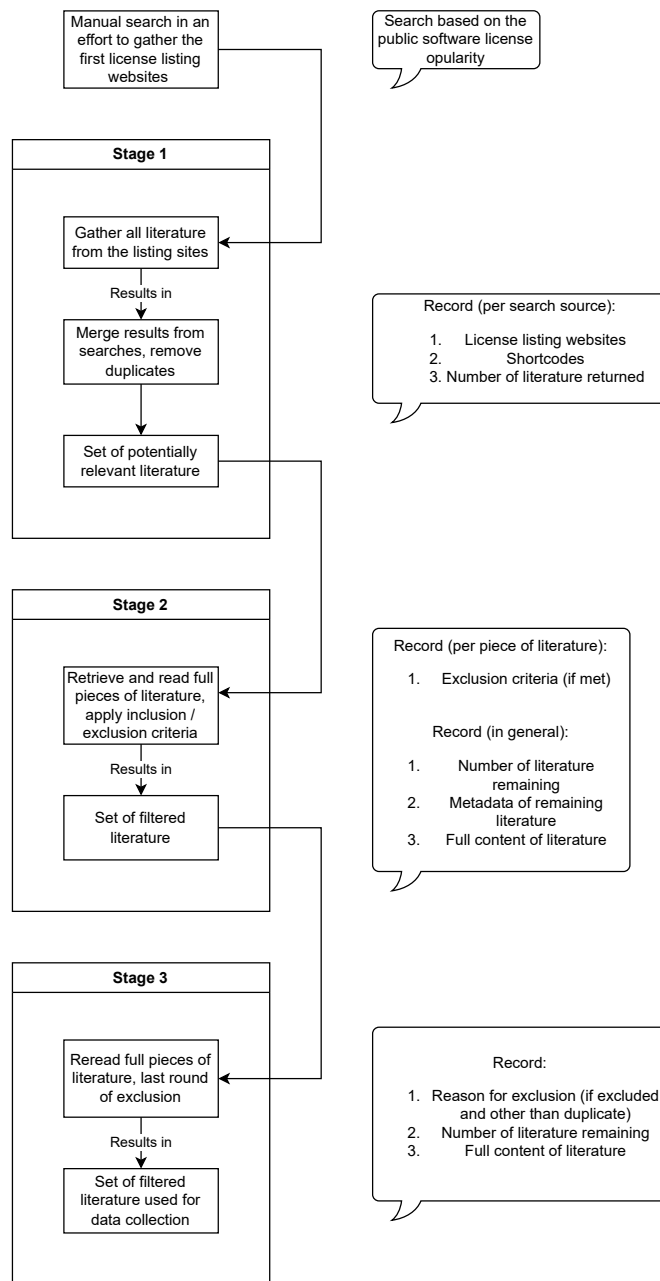 Manual search in an
effort to gather the
first license listing
websites
Search based on the
public software license
opularity
Stage 1
Gather all literature
from the listing sites
Results in
Merge results from
searches, remove
duplicates
Set of potentially
relevant literature
Record (per search source):
1. License listing websites
2. Shortcodes
3. Number of literature returned
Stage 2
Retrieve and read full
pieces of literature,
apply inclusion /
exclusion criteria
Results in
Set of filtered
literature
Record (per piece of literature):
1. Exclusion criteria (if met)
Record (in general):
1. Number of literature
remaining
2. Metadata of remaining
literature
3. Full content of literature
Stage 3
Reread full pieces of
literature, last round
of exclusion
Results in
Set of filtered
literature used for
data collection
Record:
1. Reason for exclusion (if excluded
and other than duplicate)
2. Number of literature remaining
3. Full content of literature